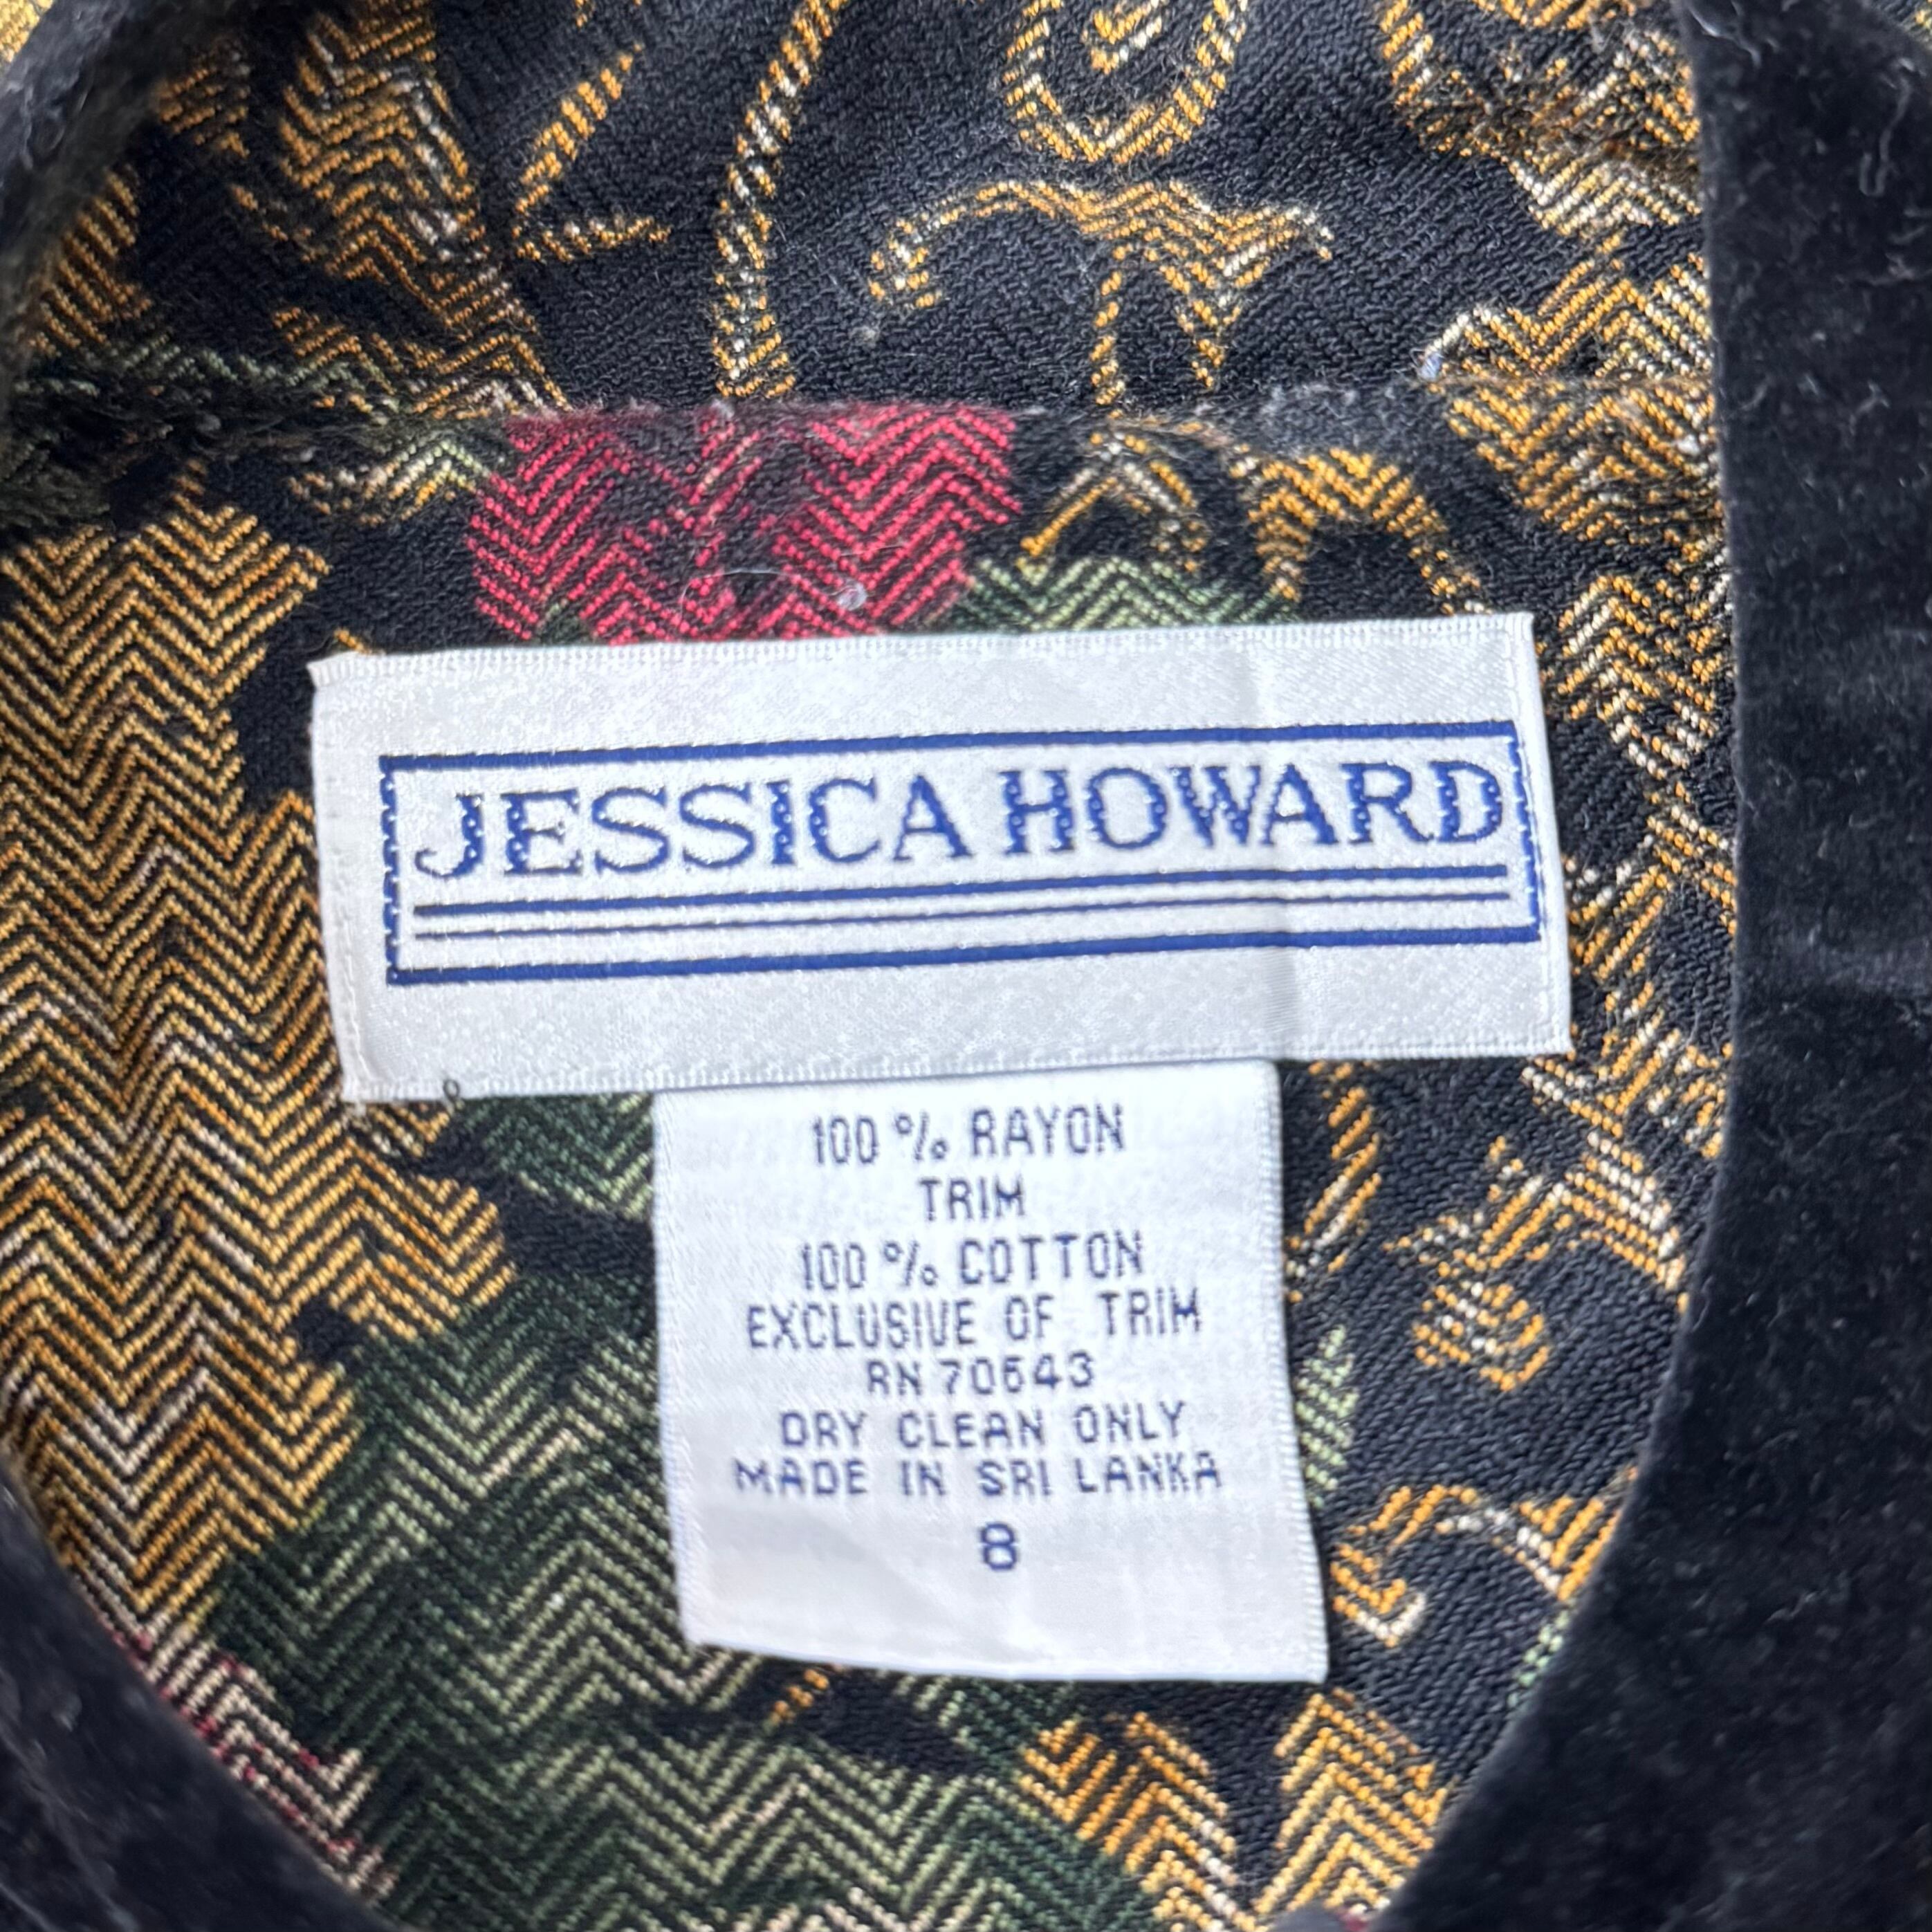 JESSICA HOWARD
100 % RAYON
TRIM
100 % COTTON
EXCLUSIVE OF TRIM
RN 70643
DRY CLEAN ONLY
MADE IN SRI LANKA
8